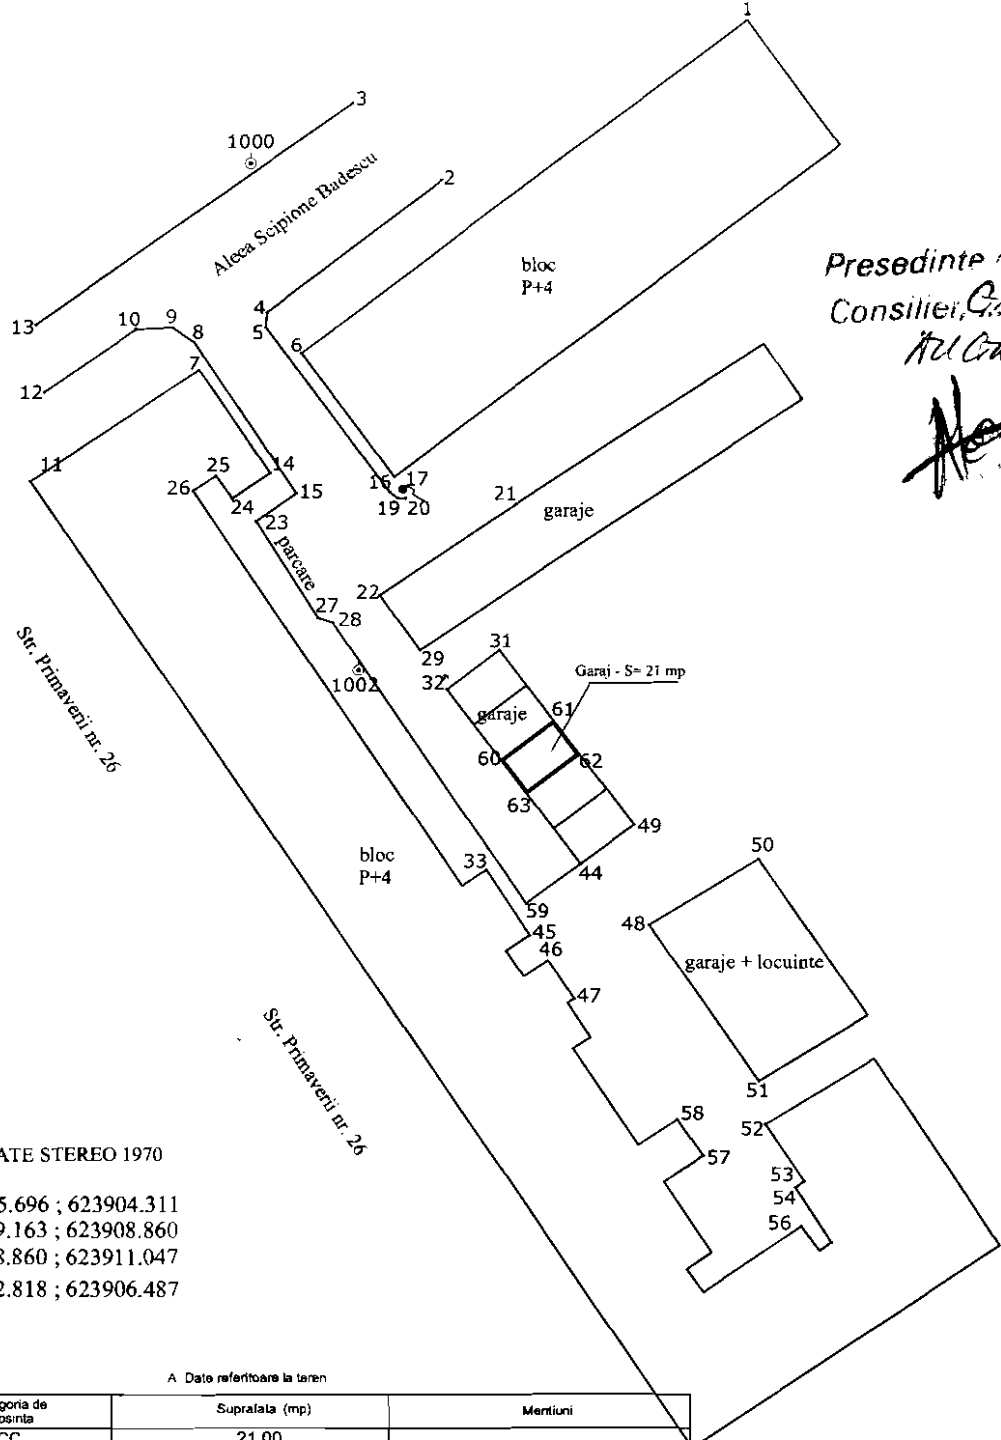 1
3
1000
2
Aleea Scipione Badescu
bloc
P+4
Presedinte
Consilier,
4
5
6
13
10
9
8
7
12
11
25
26
24
14
15
23
16
17
19
20
21
garaje
parcare
22
27
28
29
31
32
1002
Garaj - S= 21 mp
garaje
61
60
62
63
49
44
Str. Primaverii nr. 26
bloc
P+4
33
59
45
46
47
48
50
garaje + locuinte
51
Str. Primaverii nr. 26
58
57
52
53
54
56
ATE STEREO 1970
5.696 ; 623904.311
9.163 ; 623908.860
8.860 ; 623911.047
2.818 ; 623906.487
A Date referitoare la teren
goria de
osinta
Suprafata (mp)
Mentiuni
CC
21.00